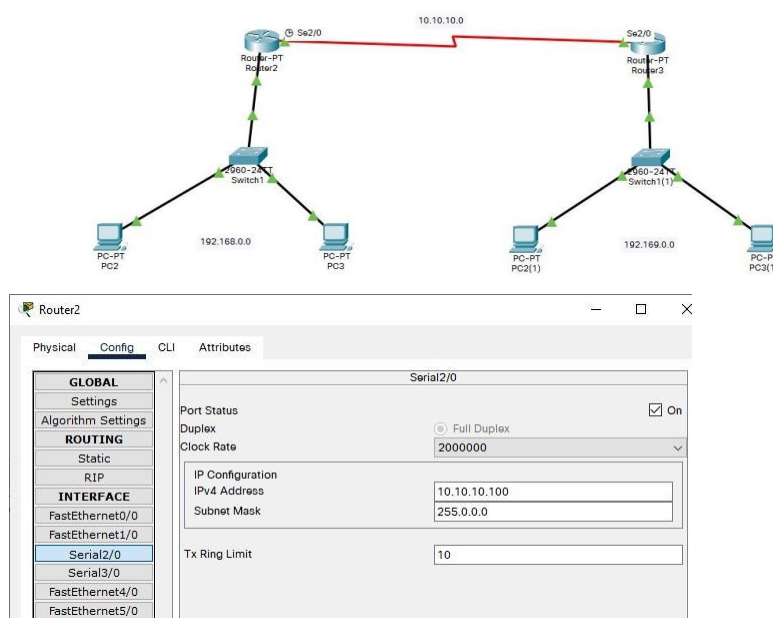 10.10.10.0
Se2/0
Se2/0
Router-PT
Router2
Router-PT
Router3
2960-24TT
Switch1
2960-24TT
Switch1(1)
PC-PT
PC2
192.168.0.0
PC-PT
PC3
PC-PT
PC2(1)
192.169.0.0
PC-P
PC3(1
Router2
Physical Config CLI Attributes
GLOBAL
Settings
Algorithm Settings
ROUTING
Static
RIP
INTERFACE
FastEthernet0/0
FastEthernet1/0
Serial2/0
Serial3/0
FastEthernet4/0
FastEthernet5/0
Serial2/0
Port Status On
Duplex Full Duplex
Clock Rate 2000000
IP Configuration
IPv4 Address 10.10.10.100
Subnet Mask 255.0.0.0
Tx Ring Limit 10